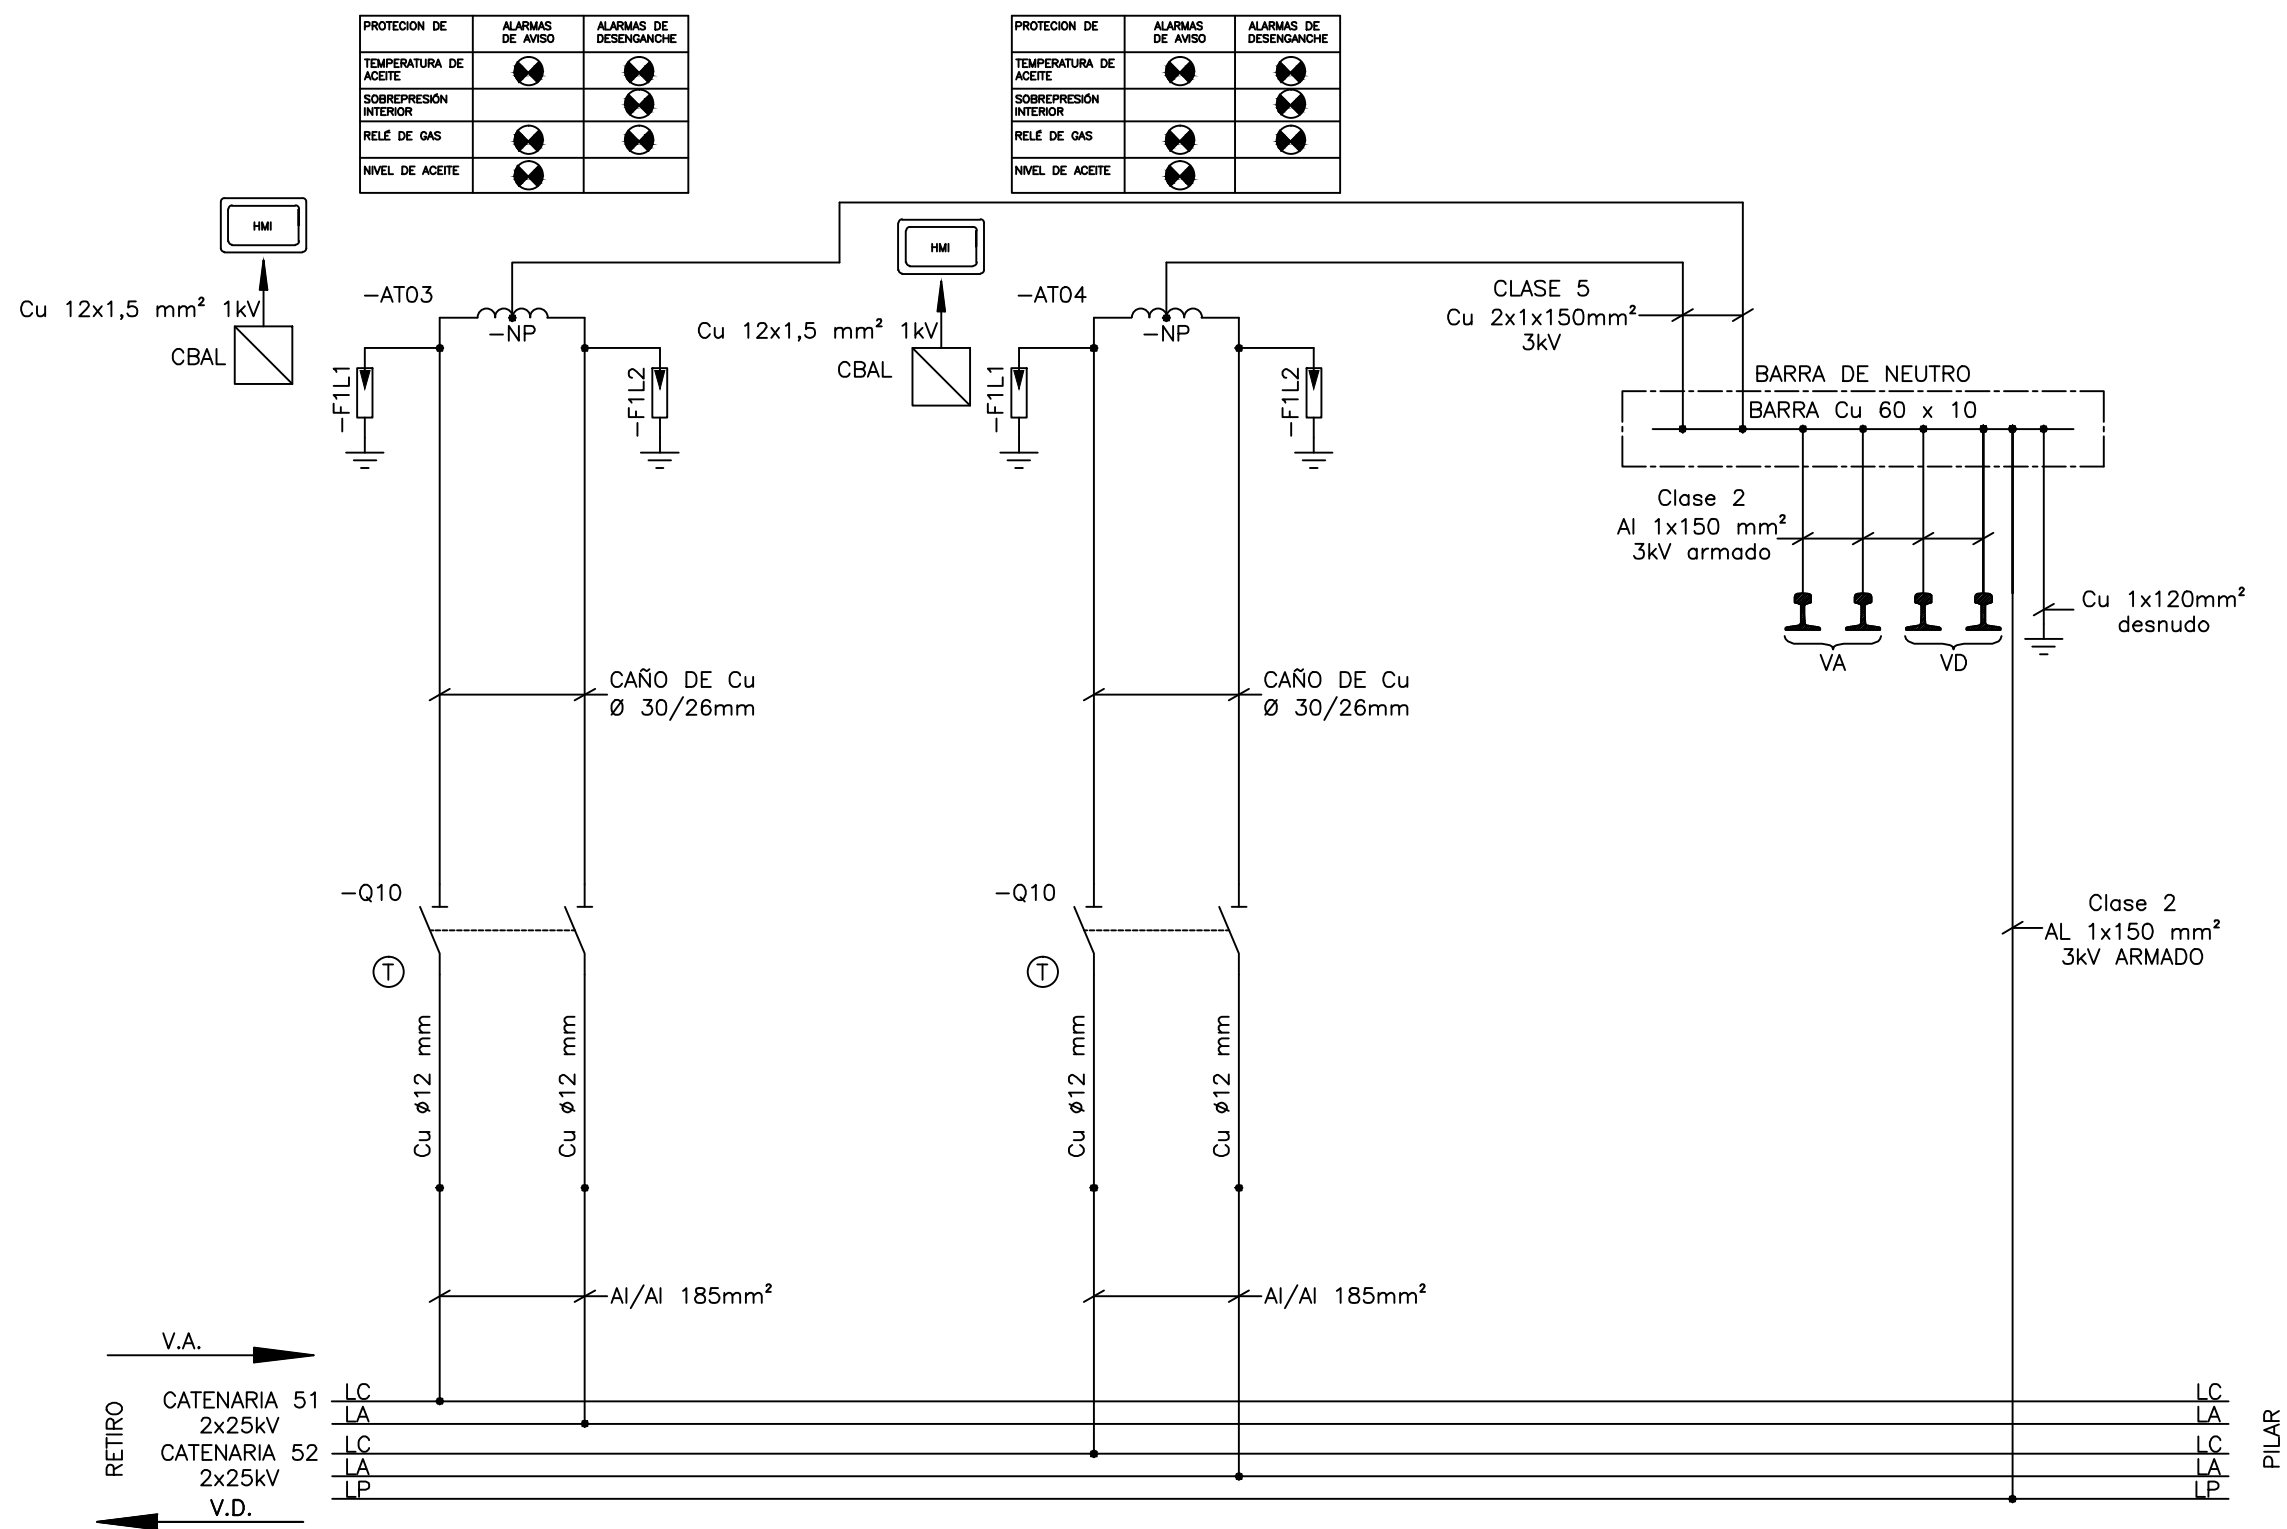 PROTECION DE
ALARMAS
DE AVISO
ALARMAS DE
DESENGANCHE
TEMPERATURA DE
ACEITE
SOBREPRESIÓN
INTERIOR
RELÉ DE GAS
NIVEL DE ACEITE
PROTECION DE
ALARMAS
DE AVISO
ALARMAS DE
DESENGANCHE
TEMPERATURA DE
ACEITE
SOBREPRESIÓN
INTERIOR
RELÉ DE GAS
NIVEL DE ACEITE
HMI
Cu 12x1,5 mm² 1kV
CBAL
-AT03
-NP
-F1L1
-F1L2
HMI
Cu 12x1,5 mm² 1kV
CBAL
-AT04
-NP
-F1L1
-F1L2
CLASE 5
Cu 2x1x150mm²
3kV
BARRA DE NEUTRO
BARRA Cu 60 x 10
Clase 2
Al 1x150 mm²
3kV armado
VA
VD
Cu 1x120mm²
desnudo
CAÑO DE Cu
Ø 30/26mm
CAÑO DE Cu
Ø 30/26mm
-Q10
T
-Q10
T
Clase 2
AL 1x150 mm²
3kV ARMADO
Cu ø12 mm
Cu ø12 mm
Cu ø12 mm
Cu ø12 mm
Al/Al 185mm²
Al/Al 185mm²
V.A.
RETIRO
CATENARIA 51
2x25kV
CATENARIA 52
2x25kV
V.D.
LC
LA
LC
LA
LP
LC
LA
LC
LA
LP
PILAR